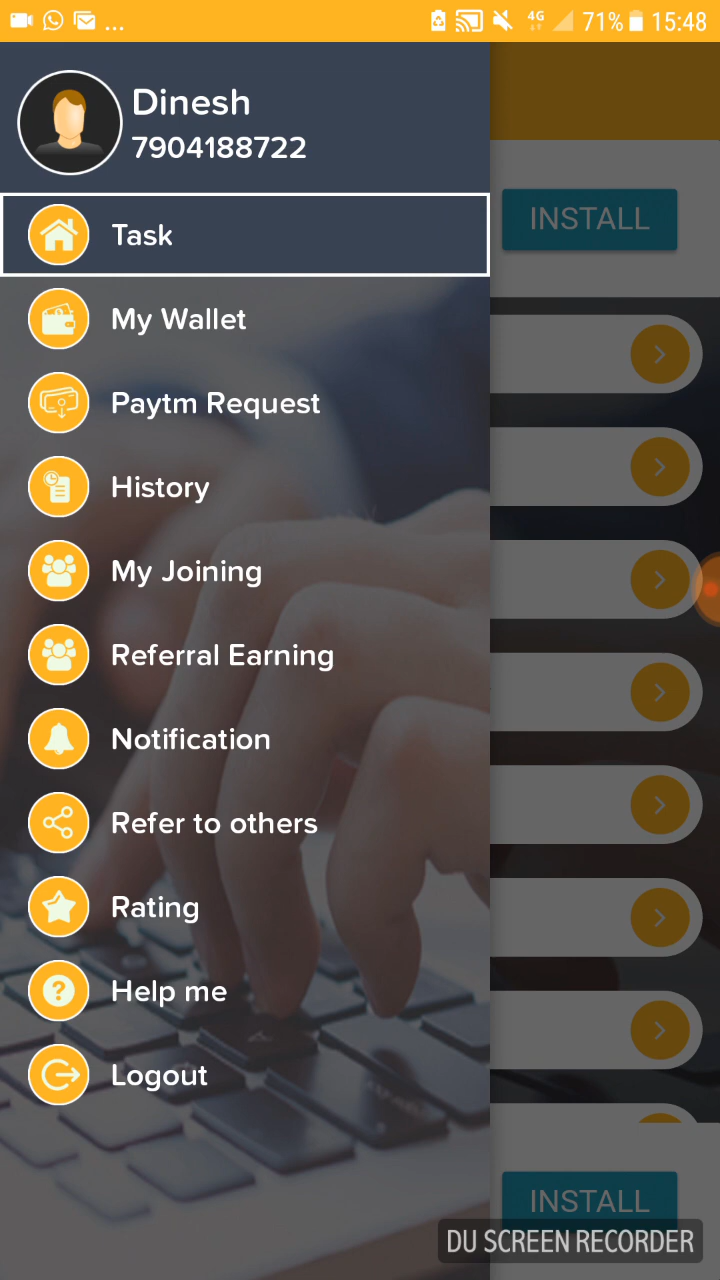 ... 4G 71% 15:48
Dinesh
7904188722
INSTALL
Task
My Wallet
Paytm Request
History
My Joining
Referral Earning
Notification
Refer to others
Rating
Help me
Logout
INSTALL
DU SCREEN RECORDER